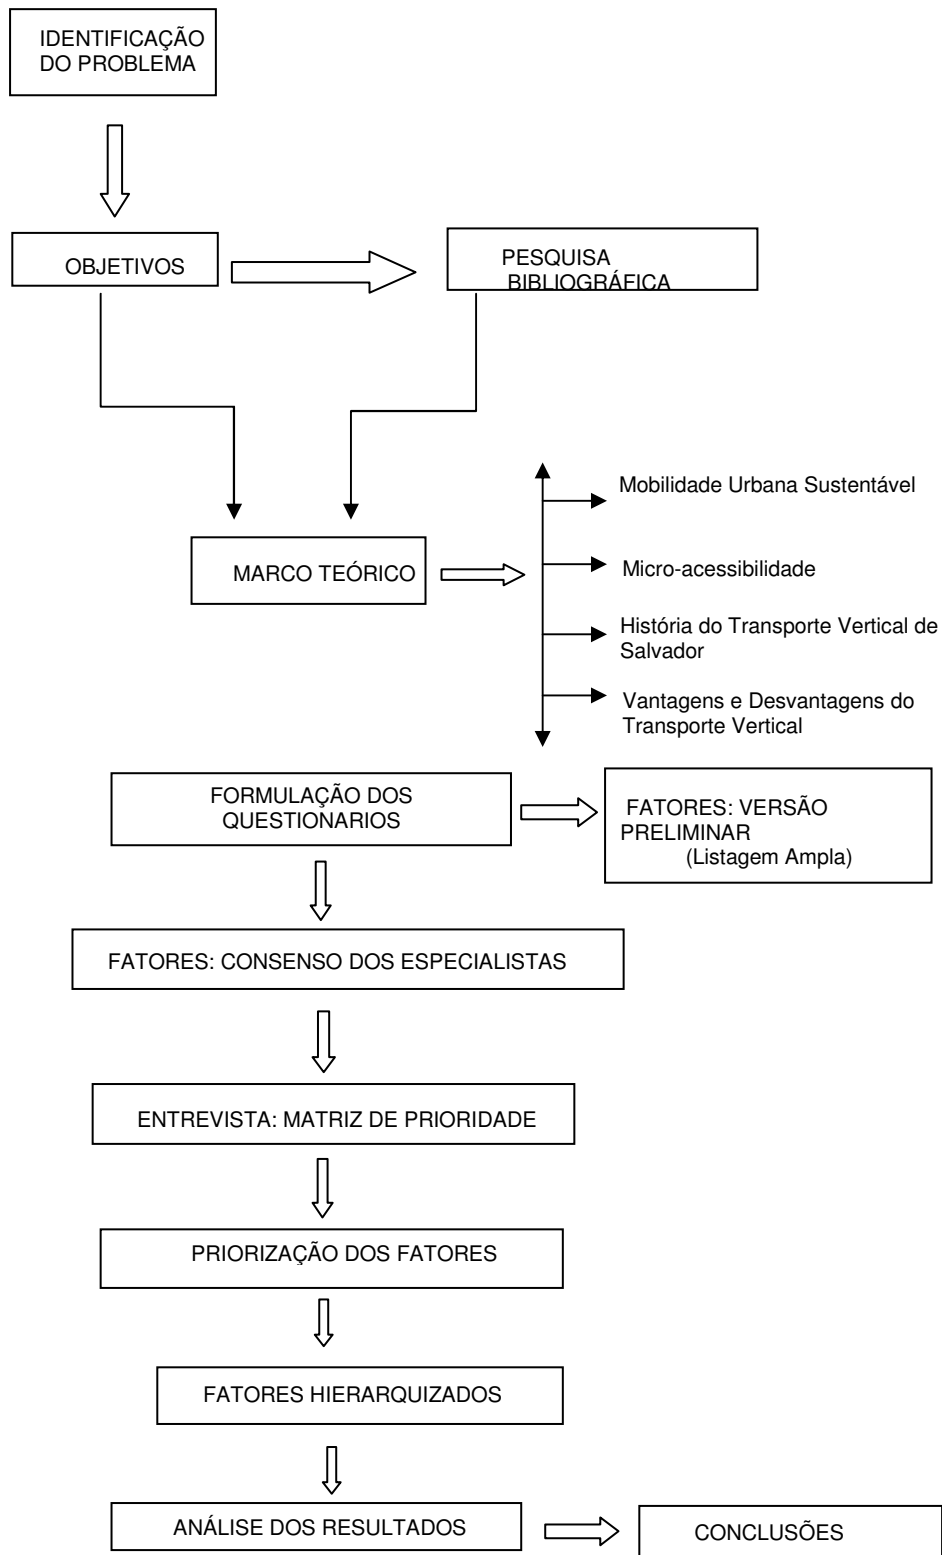 IDENTIFICAÇÃO
DO PROBLEMA
OBJETIVOS
PESQUISA
BIBLIOGRÁFICA
MARCO TEÓRICO
Mobilidade Urbana Sustentável
Micro-acessibilidade
História do Transporte Vertical de
Salvador
Vantagens e Desvantagens do
Transporte Vertical
FORMULAÇÃO DOS
QUESTIONARIOS
FATORES: VERSÃO
PRELIMINAR
(Listagem Ampla)
FATORES: CONSENSO DOS ESPECIALISTAS
ENTREVISTA: MATRIZ DE PRIORIDADE
PRIORIZAÇÃO DOS FATORES
FATORES HIERARQUIZADOS
ANÁLISE DOS RESULTADOS
CONCLUSÕES